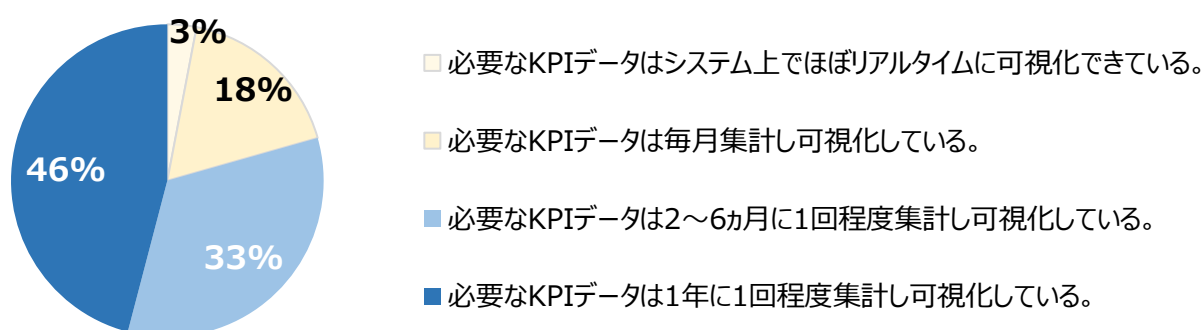 3%
18%
33%
46%
必要なKPIデータはシステム上でほぼリアルタイムに可視化できている。
必要なKPIデータは毎月集計し可視化している。
必要なKPIデータは2～6ヵ月に1回程度集計し可視化している。
必要なKPIデータは1年に1回程度集計し可視化している。